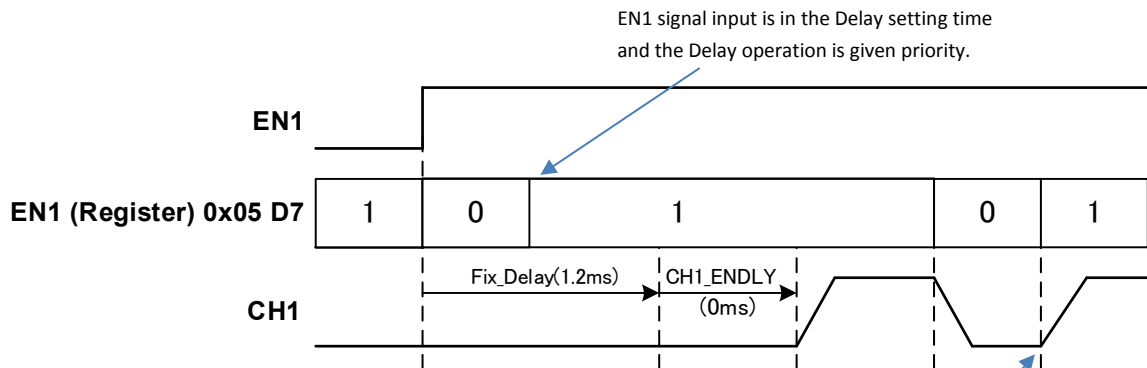 EN1 signal input is in the Delay setting time
and the Delay operation is given priority.
EN1
EN1 (Register) 0x05 D7
1
0
1
0
1
Fix_Delay(1.2ms)
CH1_ENDLY
(0ms)
CH1